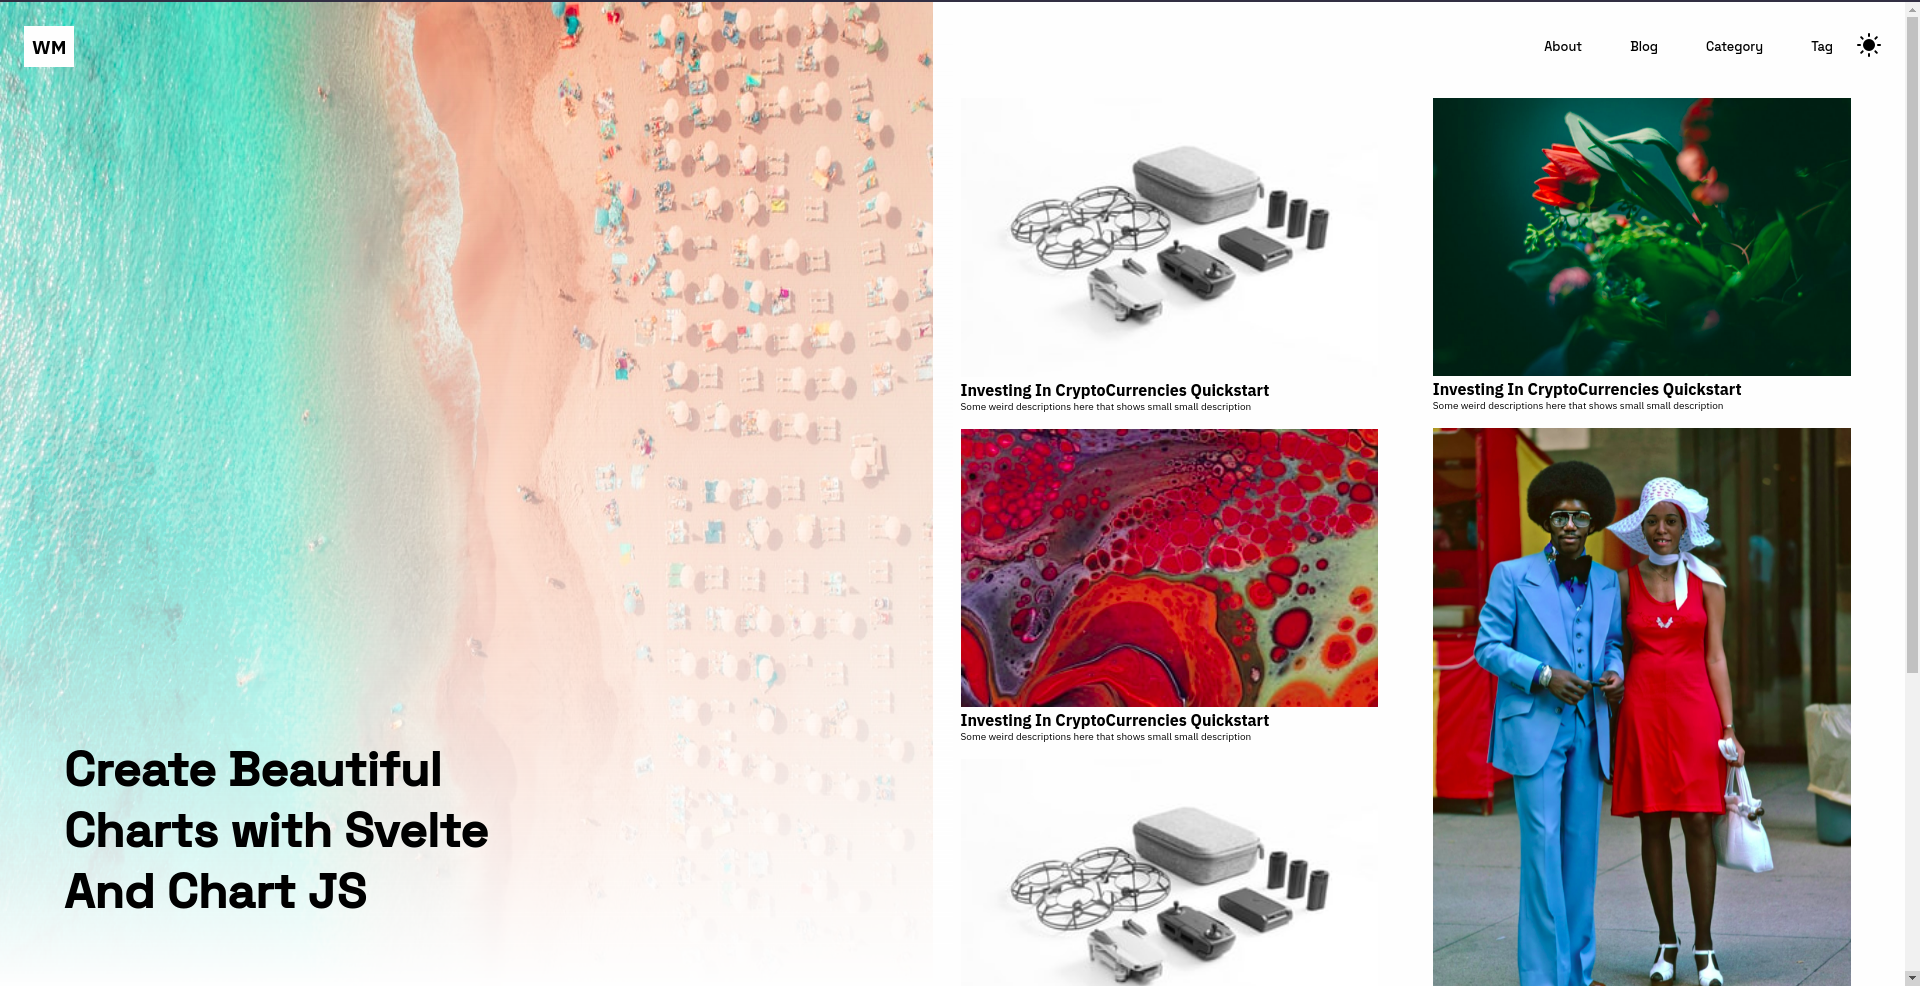 WM
About
Blog
Category
Tag
Create Beautiful
Charts with Svelte
And Chart JS
Investing In CryptoCurrencies Quickstart
Some weird descriptions here that shows small small description
Investing In CryptoCurrencies Quickstart
Some weird descriptions here that shows small small description
Investing In CryptoCurrencies Quickstart
Some weird descriptions here that shows small small description